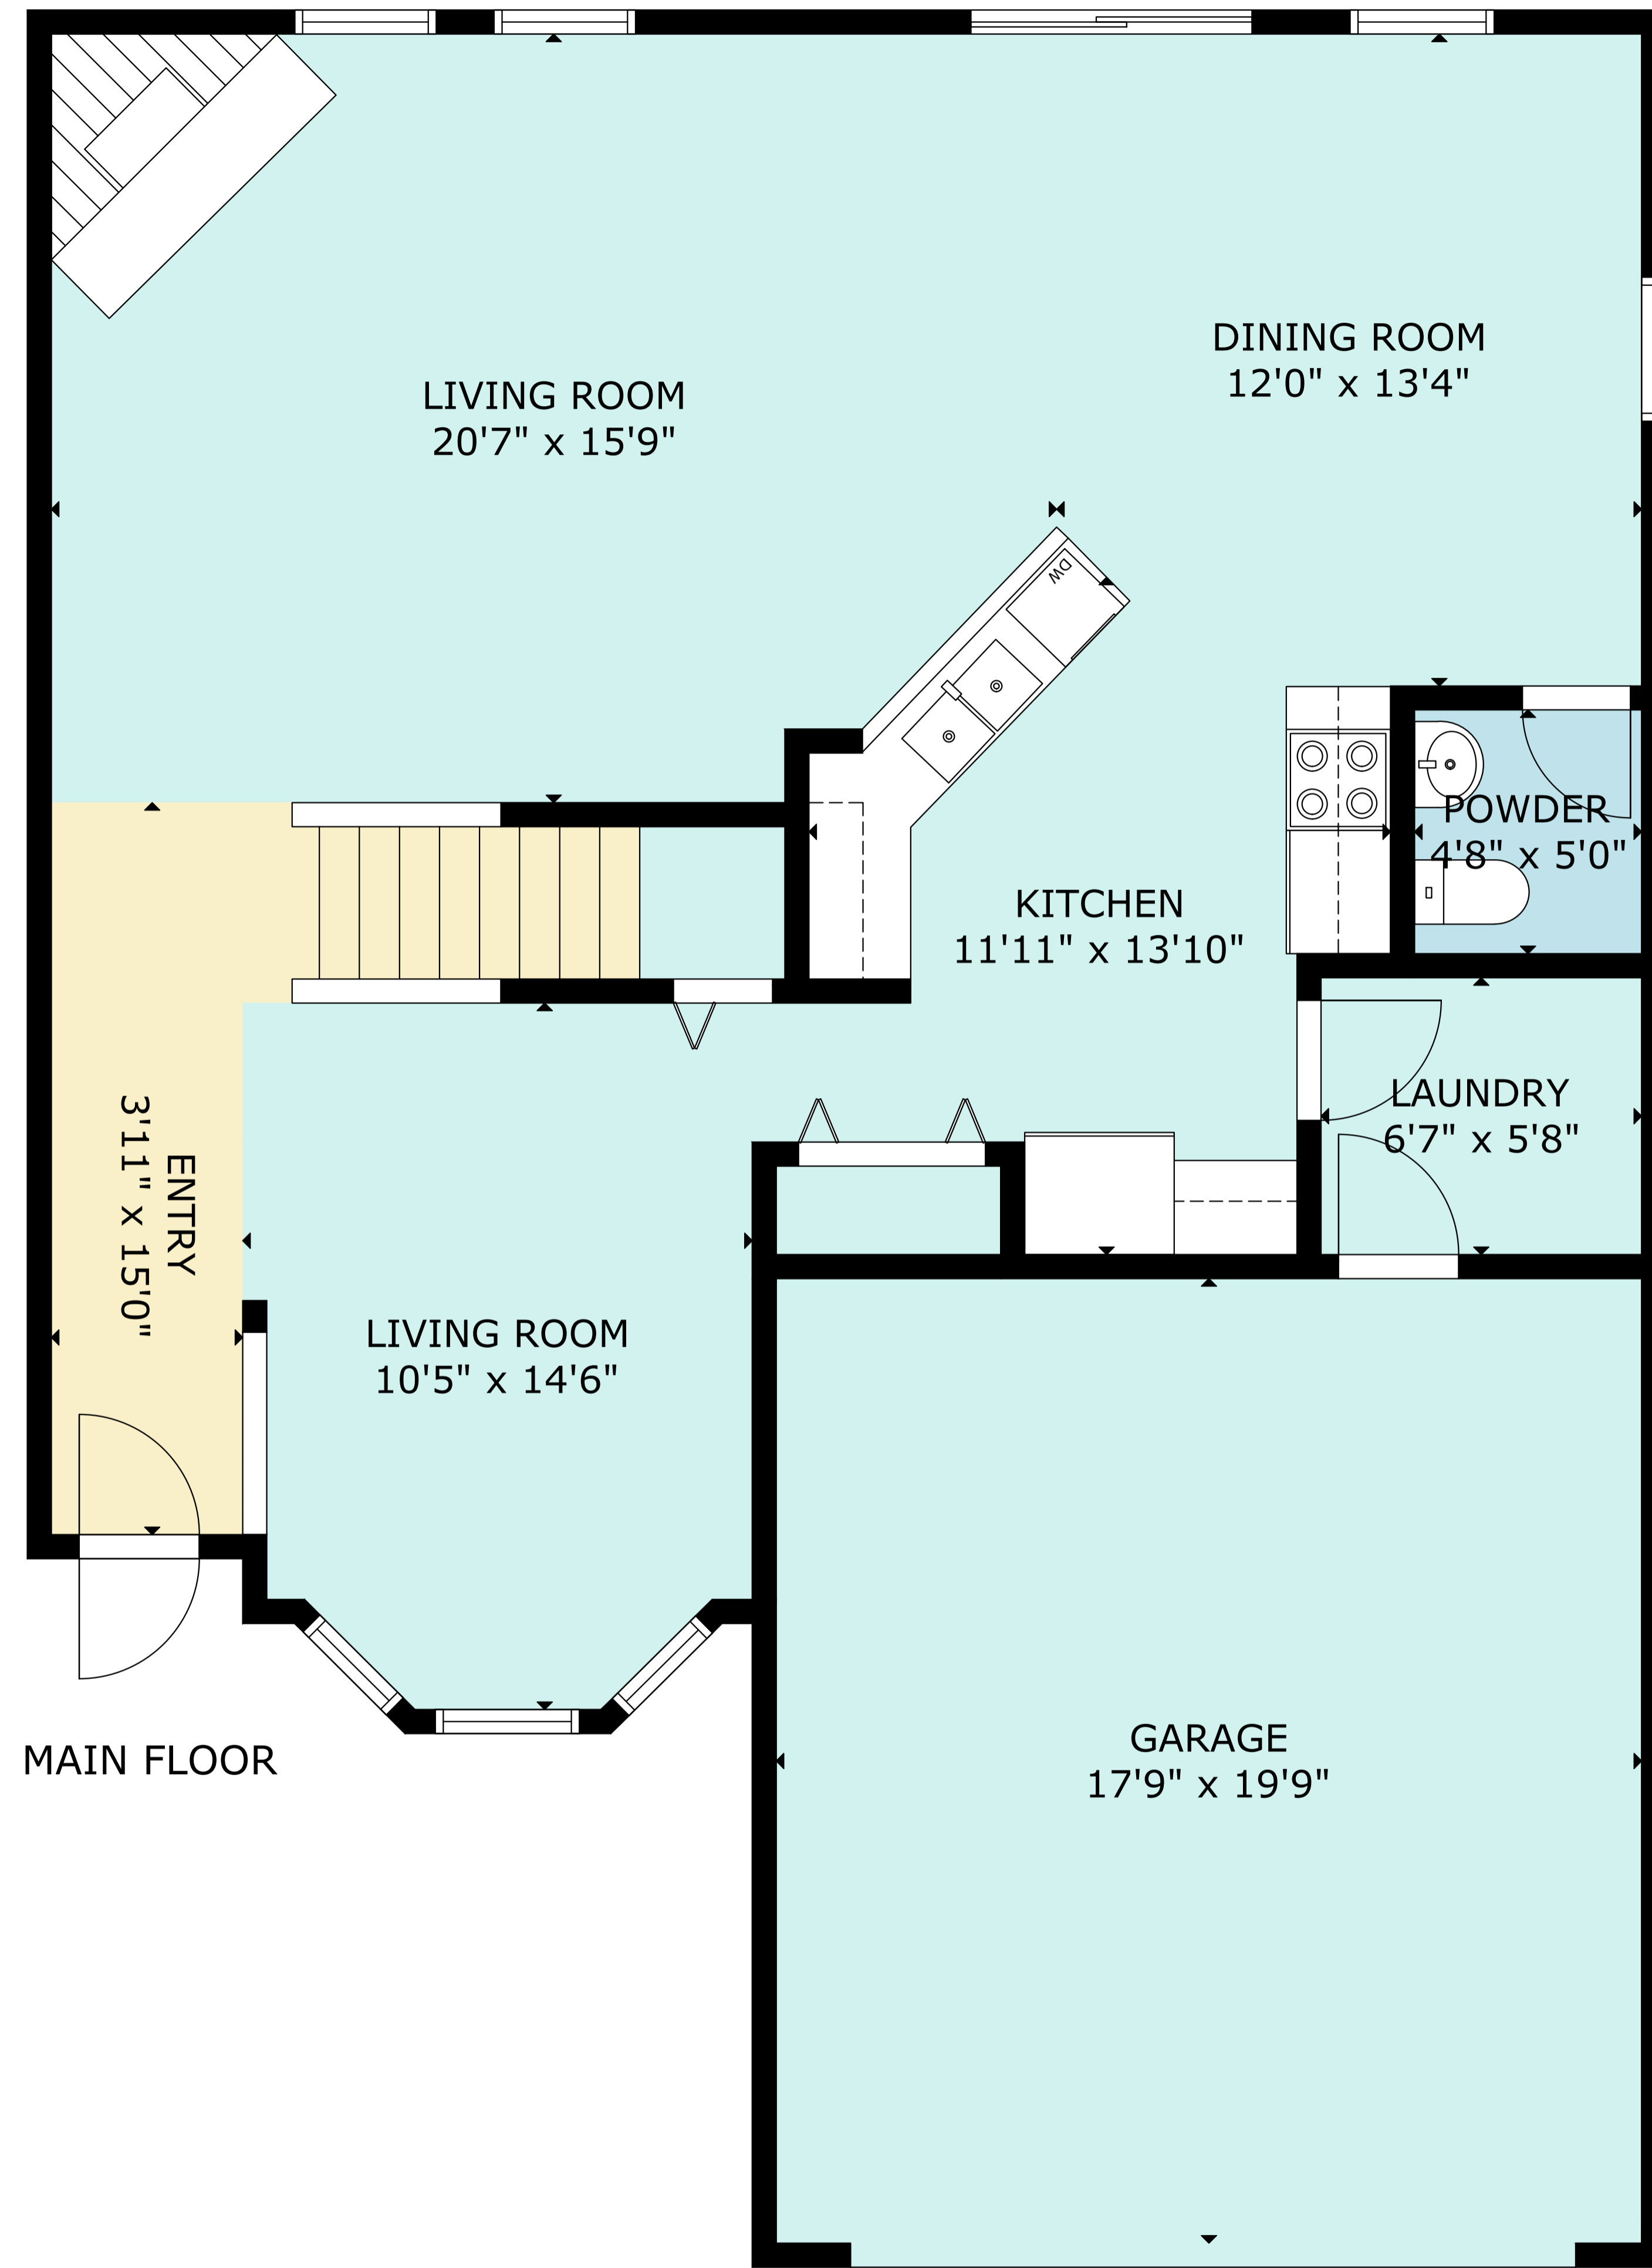 DINING ROOM
12'0" x 13'4"
LIVING ROOM
20'7" x 15'9"
DW
POWDER
4'8" x 5'0"
KITCHEN
11'11" x 13'10"
LAUNDRY
6'7" x 5'8"
ENTRY
3'11" x 15'0"
LIVING ROOM
10'5" x 14'6"
GARAGE
17'9" x 19'9"
MAIN FLOOR